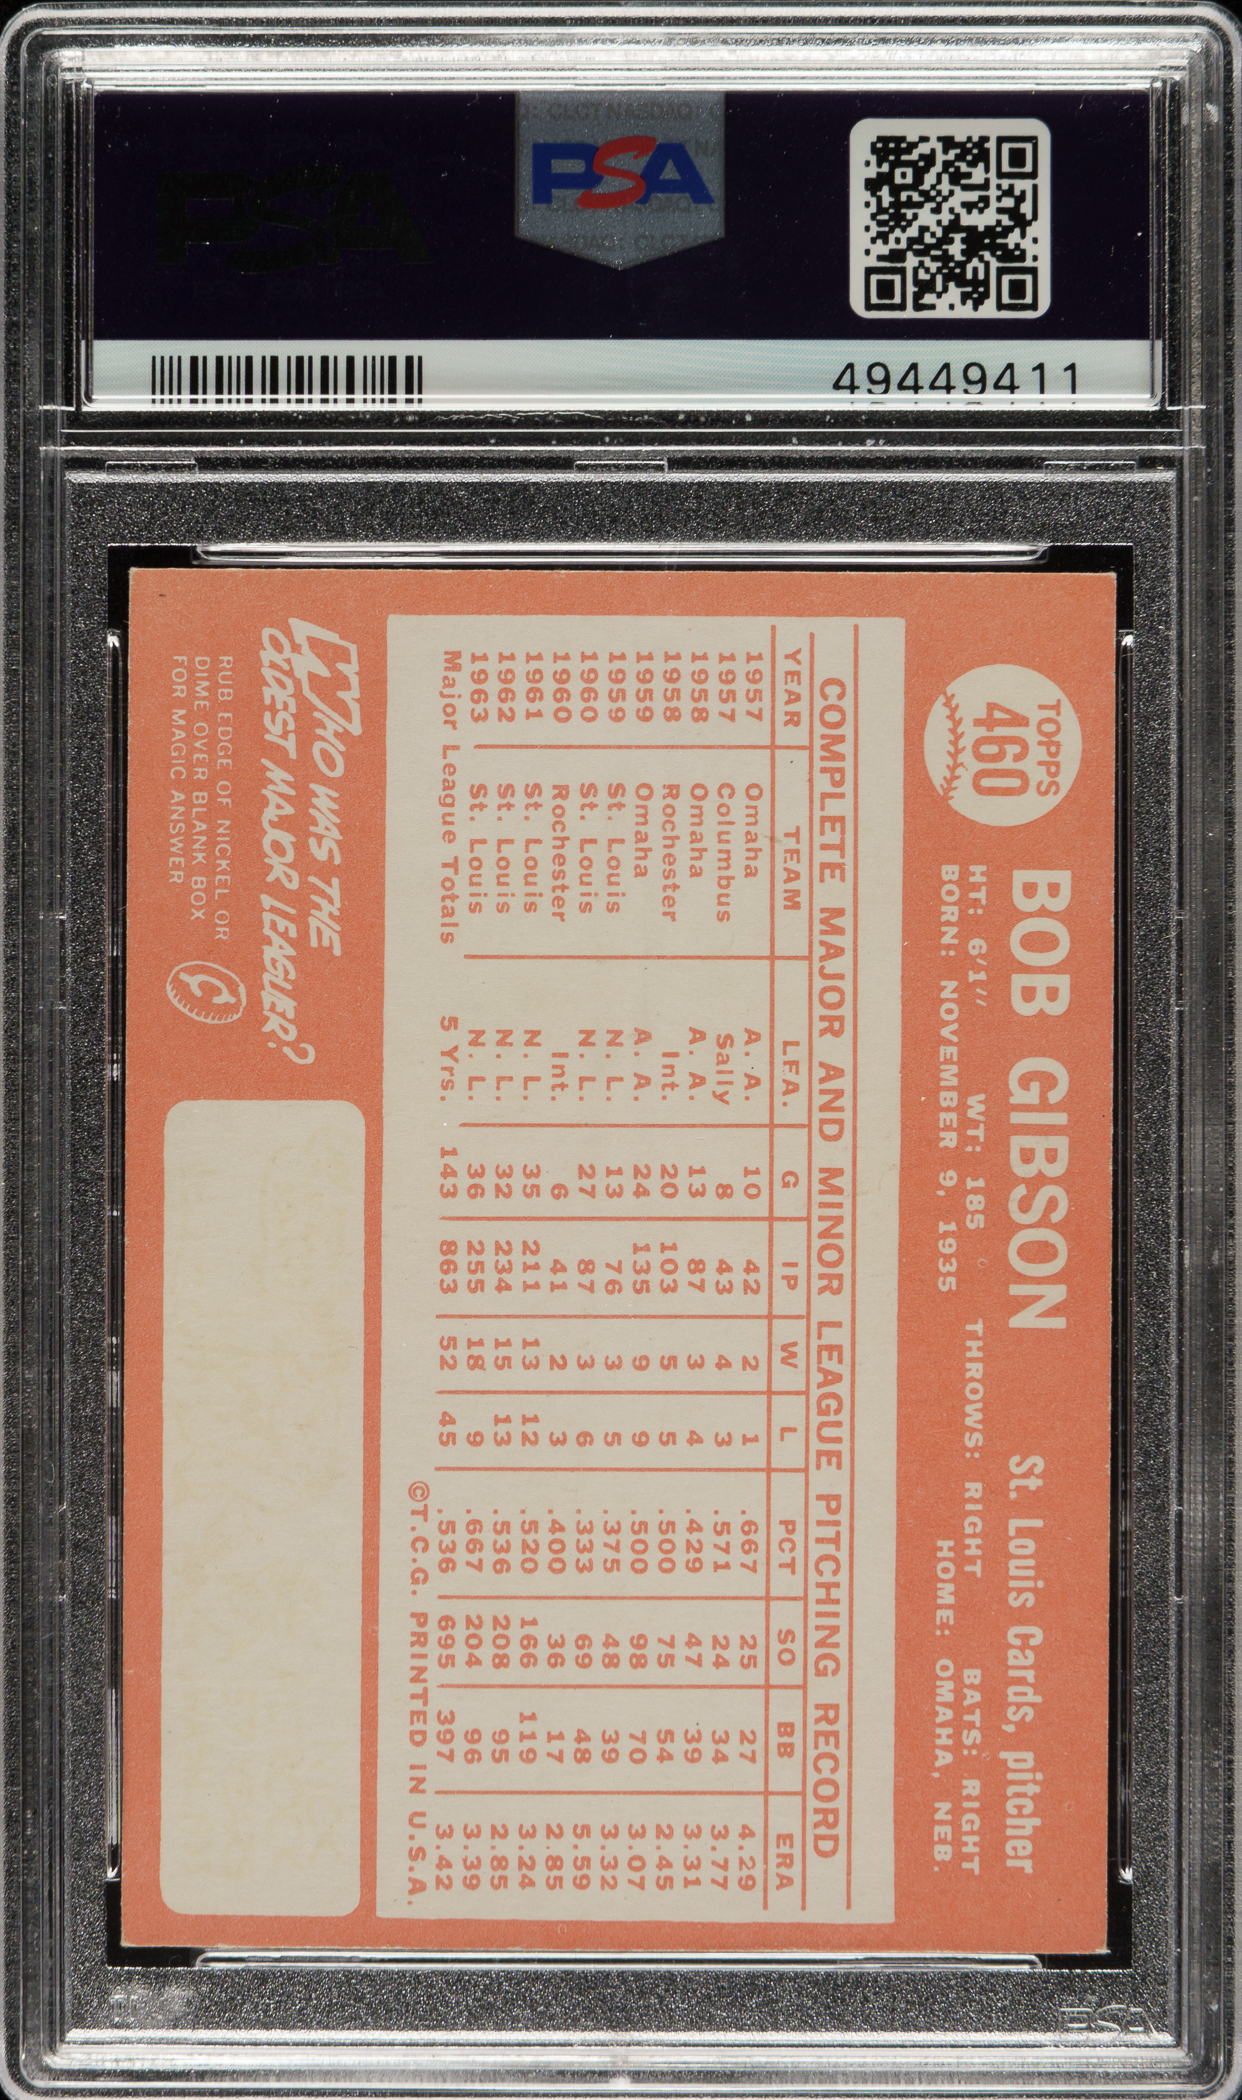 PSA
49449411
TOPPS
460
BOB GIBSON St. Louis Cards, pitcher
HT: 6'1" WT: 185 THROWS: RIGHT BATS: RIGHT
BORN: NOVEMBER 9, 1935 HOME: OMAHA, NEB.
COMPLETE MAJOR AND MINOR LEAGUE PITCHING RECORD
YEAR TEAM LEA. G IP W L PCT SO BB ERA
1957 Omaha A. A. 10 42 2 1 .667 25 27 4.29
1957 Columbus Sally 8 43 4 3 .571 24 34 3.77
1958 Omaha A. A. 13 87 3 4 .429 47 39 3.31
1958 Rochester Int. 20 103 5 5 .500 75 54 2.45
1959 Omaha A. A. 24 135 9 9 .500 98 70 3.07
1959 St. Louis N. L. 13 76 3 5 .375 48 39 3.32
1960 St. Louis N. L. 27 87 3 6 .333 69 48 5.59
1960 Rochester Int. 6 41 2 3 .400 36 17 2.85
1961 St. Louis N. L. 35 211 13 12 .520 166 119 3.24
1962 St. Louis N. L. 32 234 15 13 .536 208 95 2.85
1963 St. Louis N. L. 36 255 18 9 .667 204 96 3.39
Major League Totals 5 Yrs. 143 863 52 45 .536 695 397 3.42
©T.C.G. PRINTED IN U.S.A.
WHO WAS THE
OLDEST MAJOR LEAGUER?
RUB EDGE OF NICKEL OR
DIME OVER BLANK BOX
FOR MAGIC ANSWER